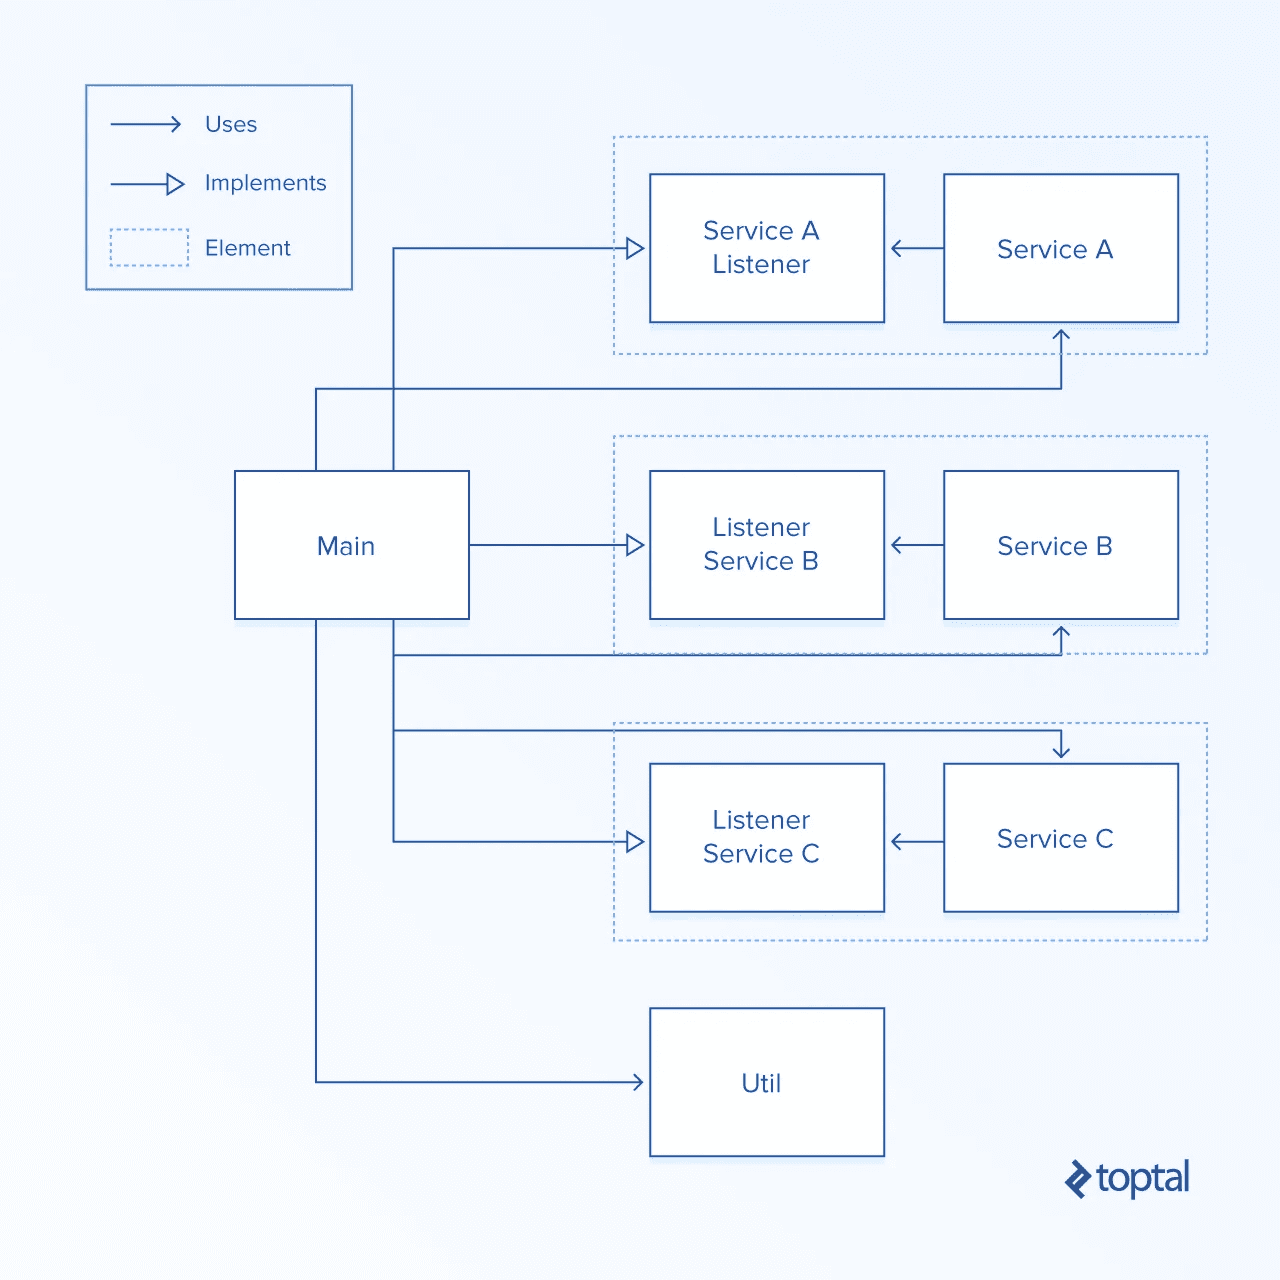 Uses
Implements
Element
Service A
Listener
Service A
Main
Listener
Service B
Service B
Listener
Service C
Service C
Util
toptal